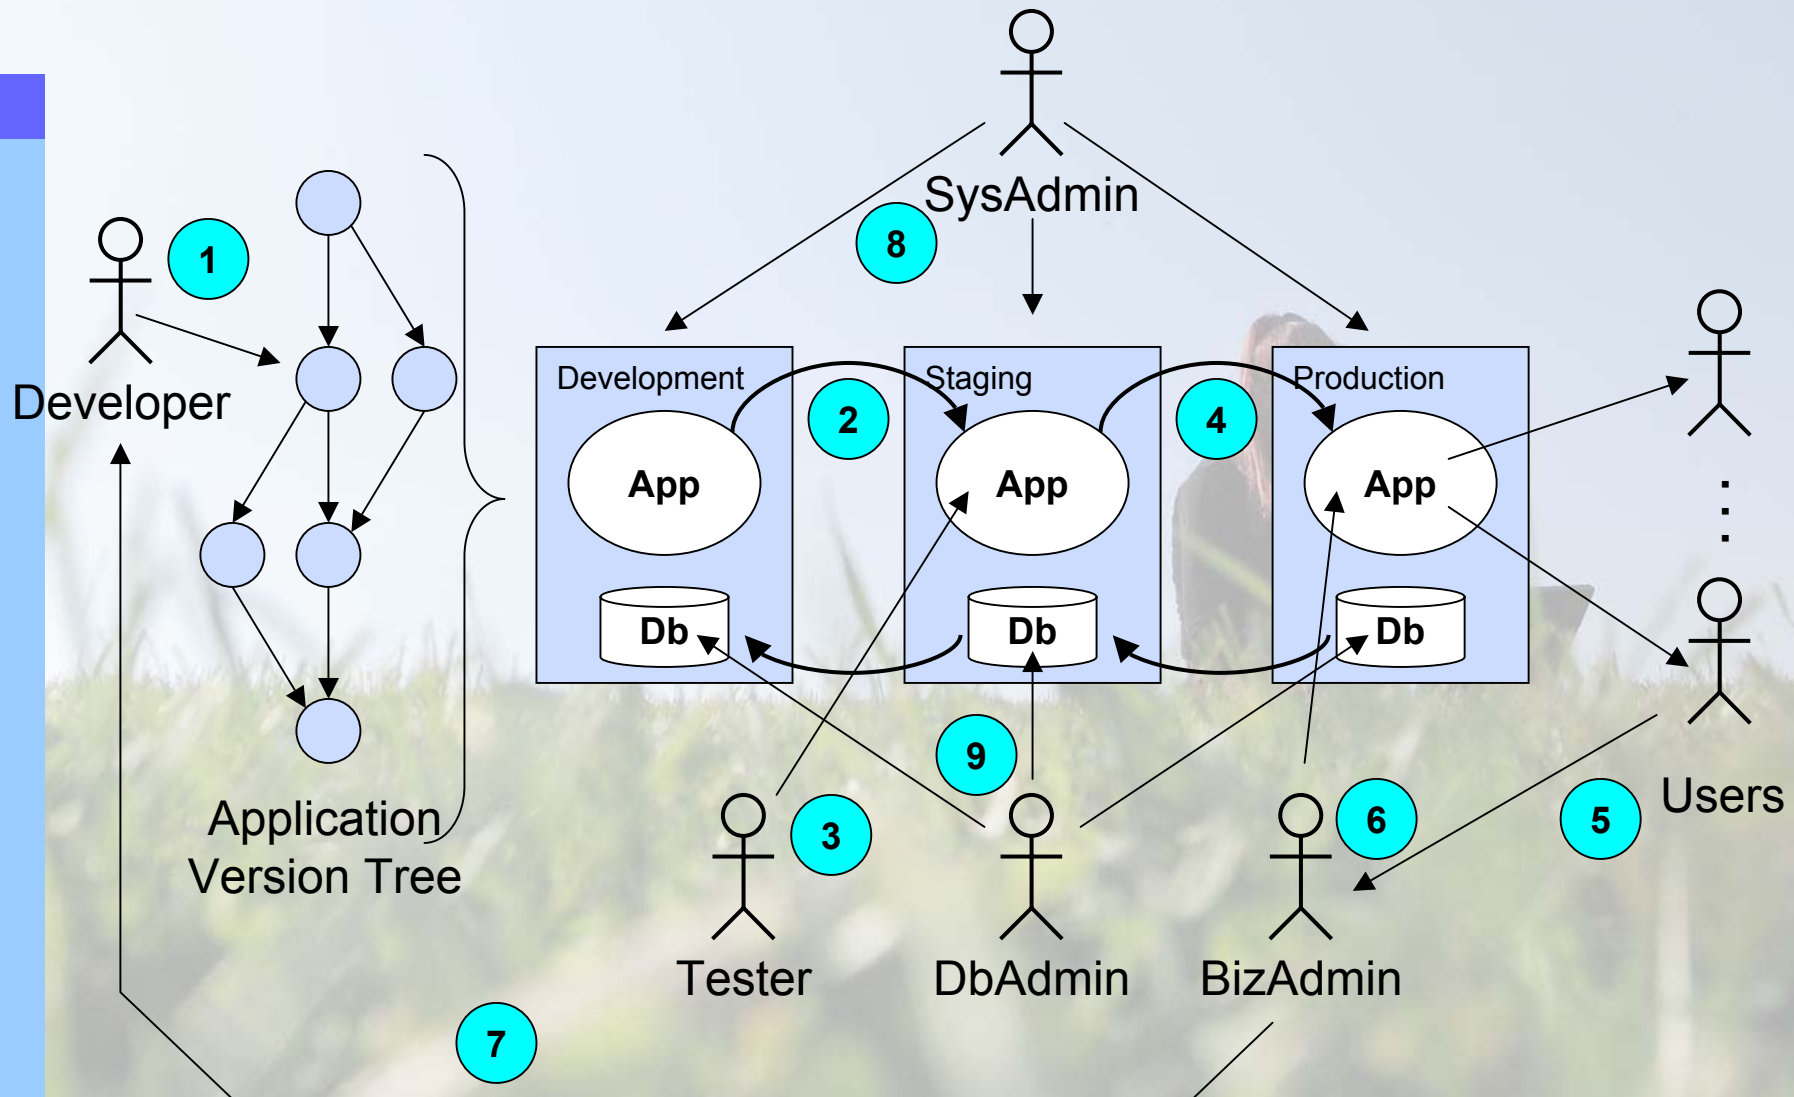 SysAdmin
8
1
Developer
Development
Staging
Production
2
4
App
App
App
.
.
.
Db
Db
Db
9
Users
Application
Version Tree
3
6
5
Tester
DbAdmin
BizAdmin
7